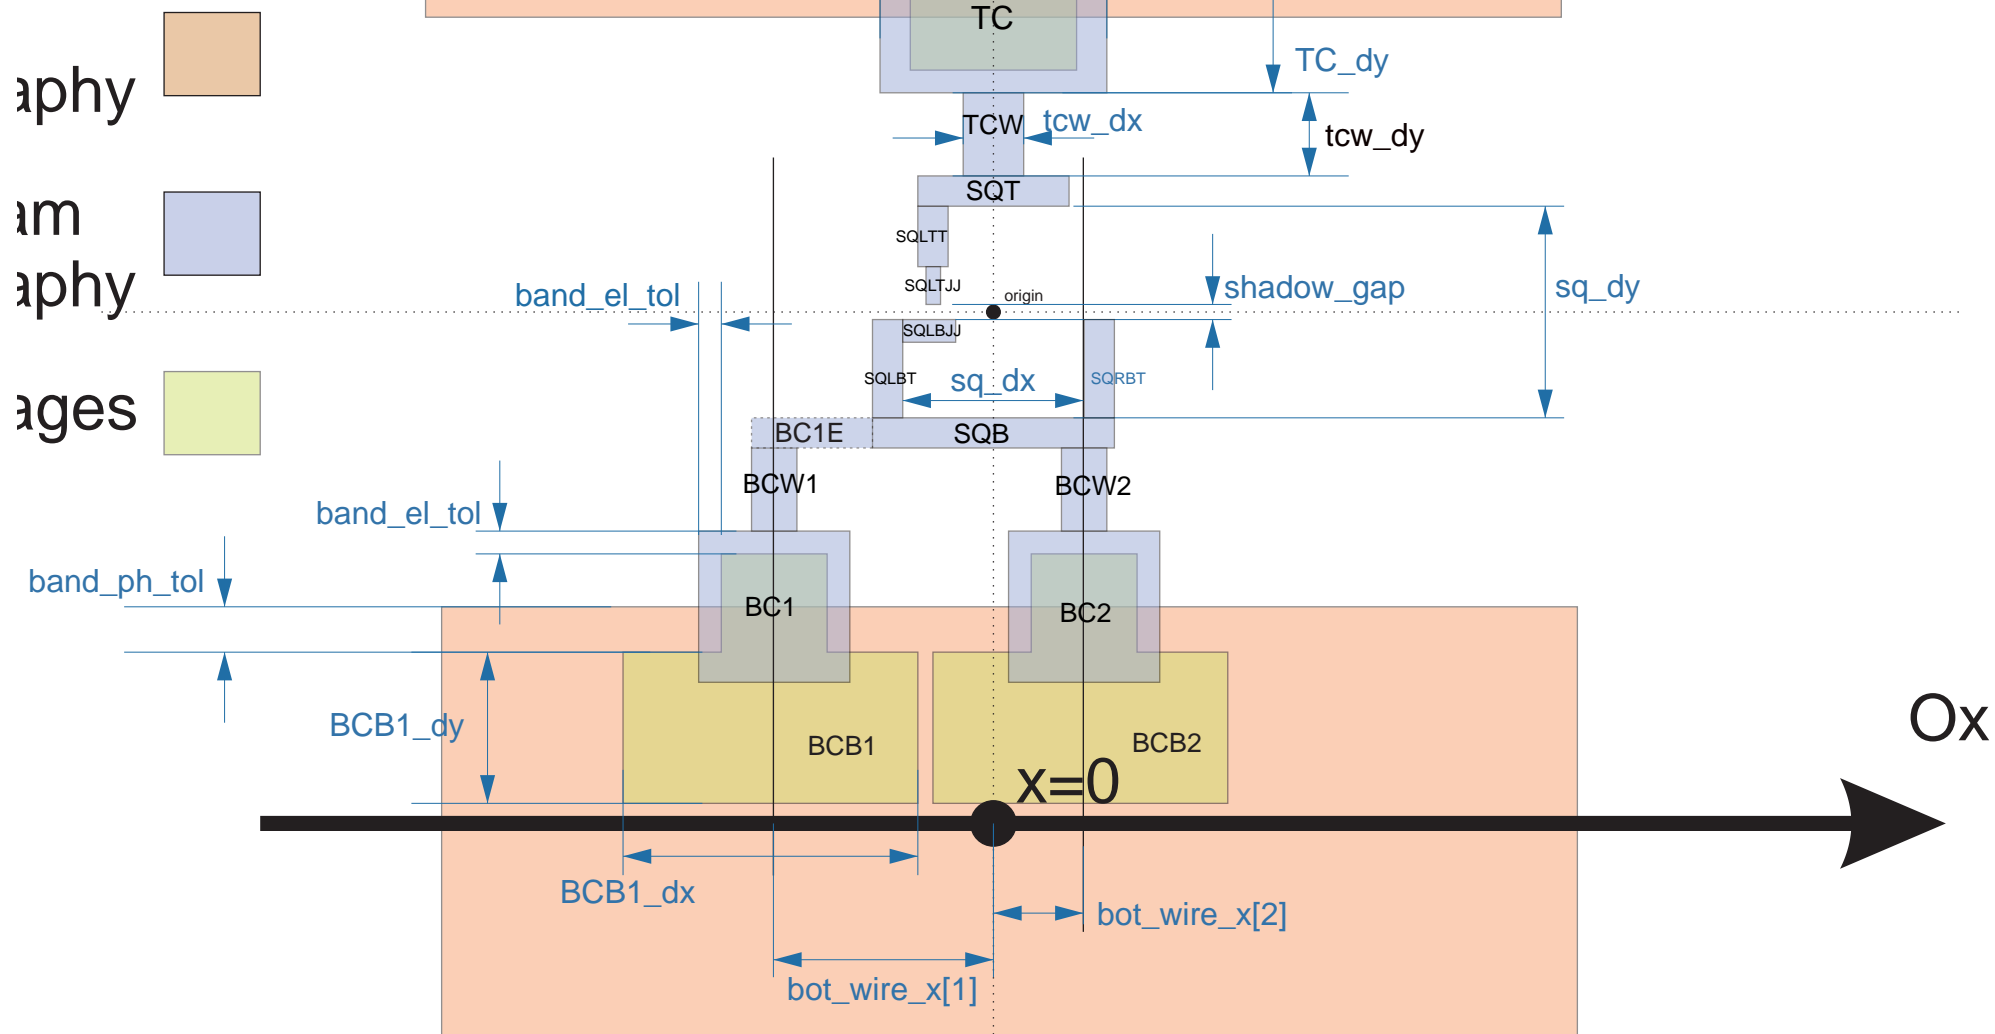 TC
TC_dy
aphy
TCW
tcw_dx
tcw_dy
SQT
am
SQLTT
aphy
SQLTJJ
band_el_tol
origin
shadow_gap
sq_dy
SQLBJJ
SQLBT
sq_dx
SQRBT
ages
BC1E
SQB
BCW1
BCW2
band_el_tol
band_ph_tol
BC1
BC2
BCB1_dy
BCB1
BCB2
Ox
x=0
BCB1_dx
bot_wire_x[2]
bot_wire_x[1]